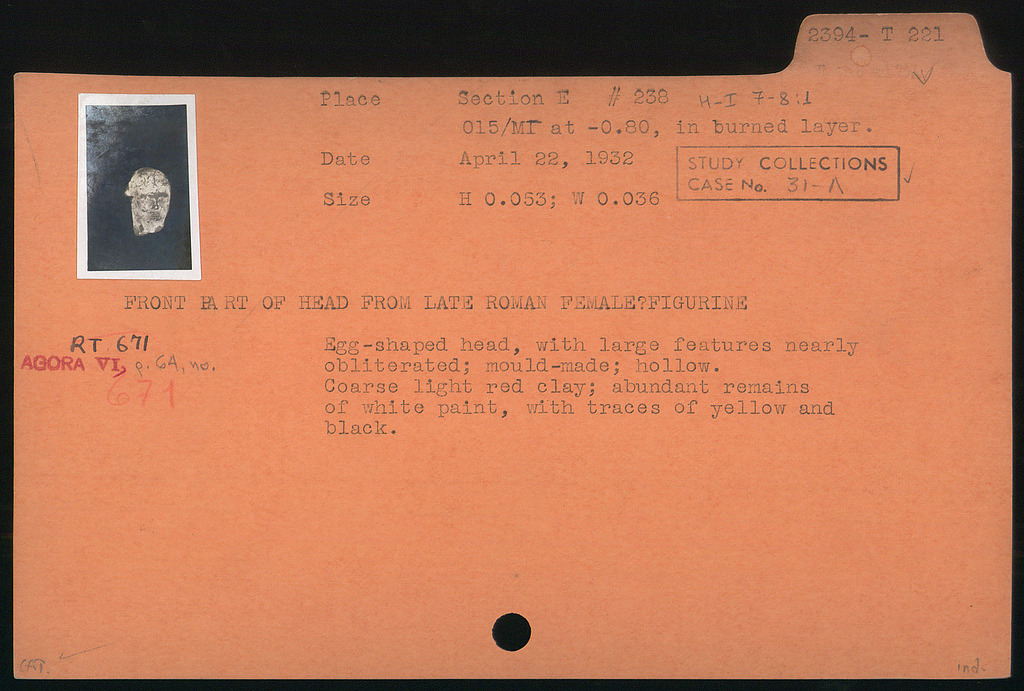 2394- T 221
Place Section E # 238 H-I 7-8:1
015/MT at -0.80, in burned layer.
Date April 22, 1932
STUDY COLLECTIONS
CASE No. 31-A
Size H 0.053; W 0.036
FRONT PART OF HEAD FROM LATE ROMAN FEMALE?FIGURINE
RT 671
AGORA VI, p. 64, no.
671
Egg-shaped head, with large features nearly
obliterated; mould-made; hollow.
Coarse light red clay; abundant remains
of white paint, with traces of yellow and
black.
CAT.
ind.